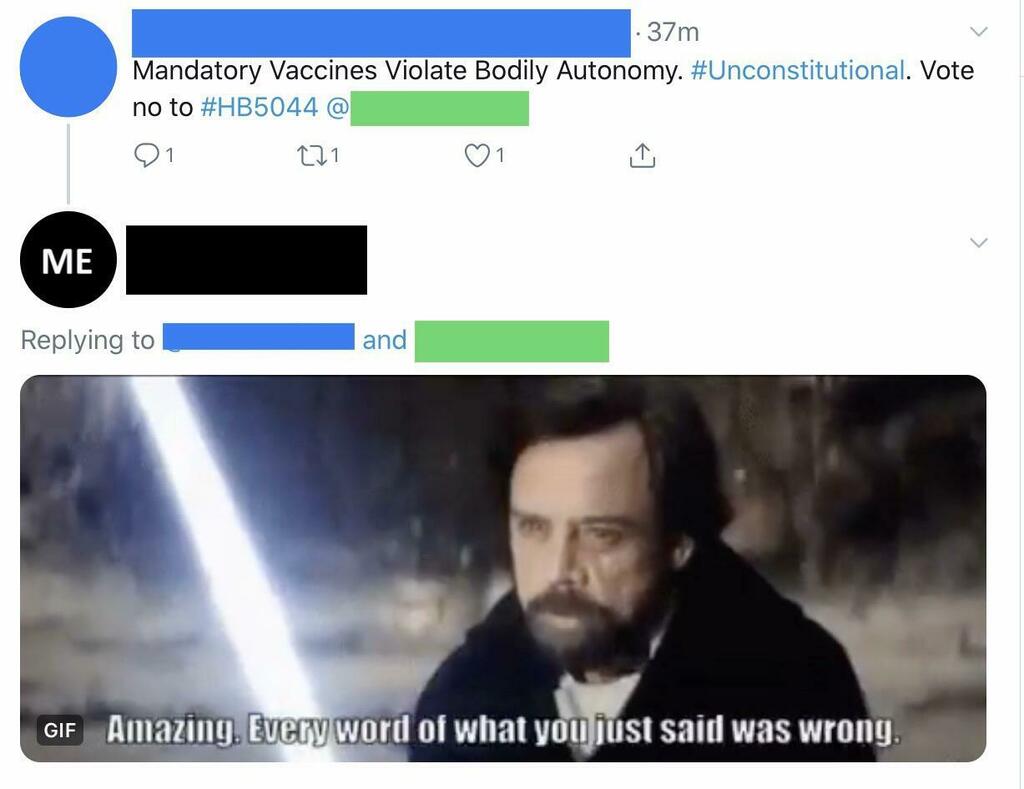 · 37m
Mandatory Vaccines Violate Bodily Autonomy. #Unconstitutional. Vote
no to #HB5044 @
1 1 1
ME
Replying to and
GIF Amazing. Every word of what you just said was wrong.